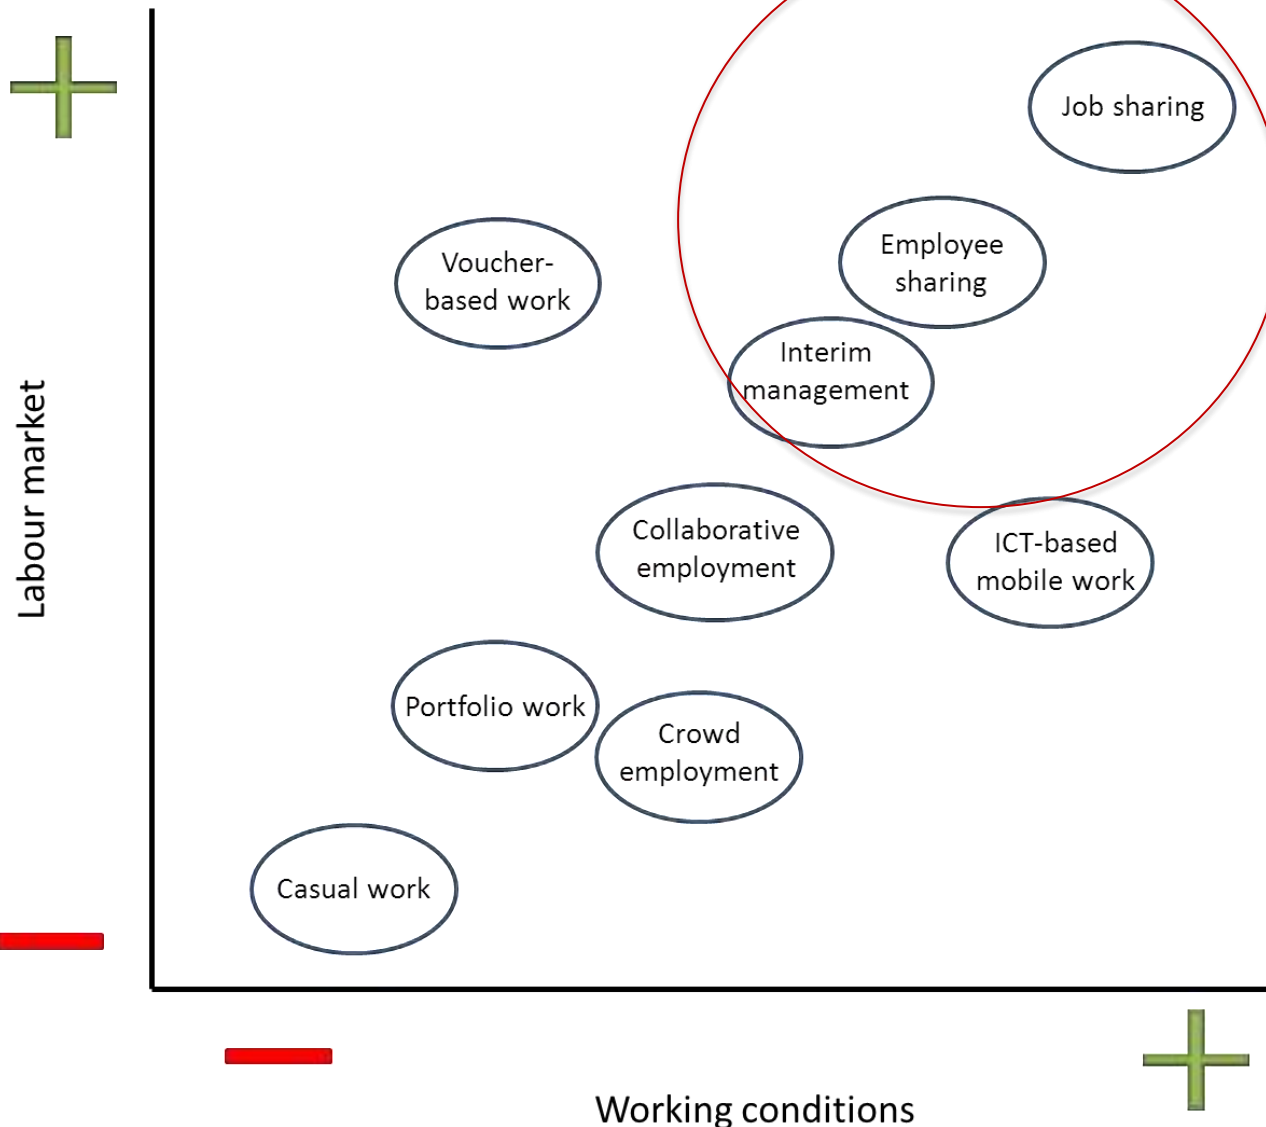 Job sharing
Employee
sharing
Voucher-
based work
Interim
management
Labour market
Collaborative
employment
ICT-based
mobile work
Portfolio work
Crowd
employment
Casual work
Working conditions